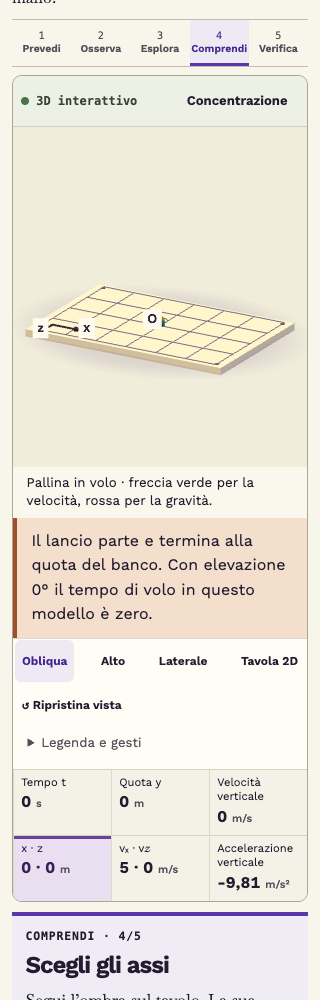 1 2 3 4 5
Prevedi Osserva Esplora Comprendi Verifica
3D interattivo Concentrazione
O
z x
Pallina in volo · freccia verde per la
velocità, rossa per la gravità.
Il lancio parte e termina alla
quota del banco. Con elevazione
0° il tempo di volo in questo
modello è zero.
Obliqua Alto Laterale Tavola 2D
↺ Ripristina vista
▶ Legenda e gesti
Tempo t
0 s
Quota y
0 m
Velocità
verticale
0 m/s
x · z
0 · 0 m
vₓ · vz
5 · 0 m/s
Accelerazione
verticale
-9,81 m/s²
COMPRENDI · 4/5
Scegli gli assi